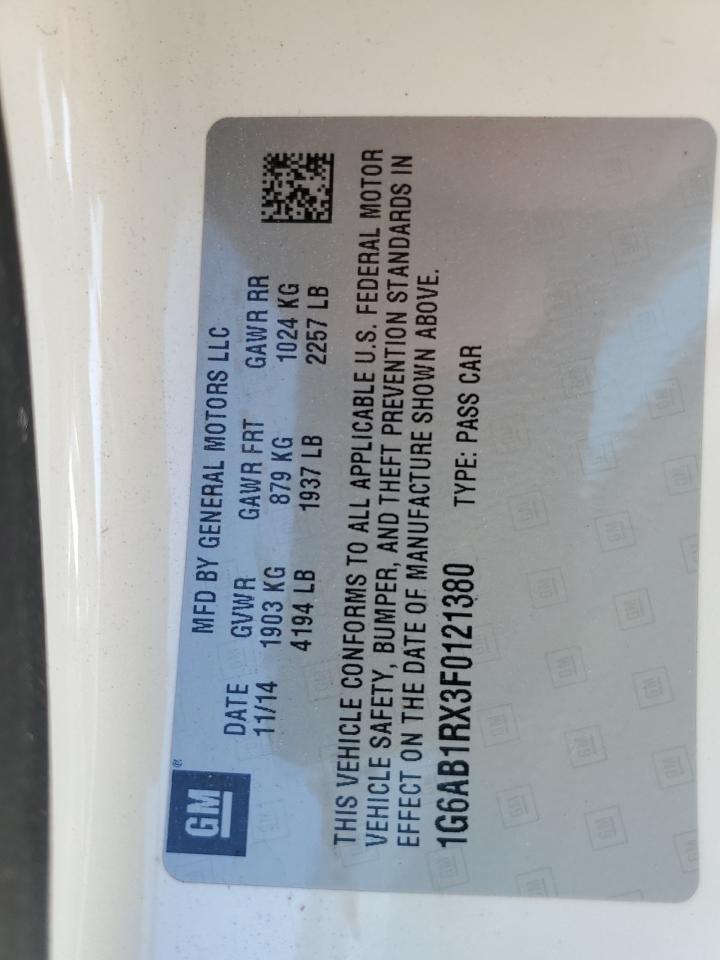 GM®
MFD BY GENERAL MOTORS LLC
DATE GVWR GAWR FRT GAWR RR
11/14 1903 KG 879 KG 1024 KG
4194 LB 1937 LB 2257 LB
THIS VEHICLE CONFORMS TO ALL APPLICABLE U.S. FEDERAL MOTOR
VEHICLE SAFETY, BUMPER, AND THEFT PREVENTION STANDARDS IN
EFFECT ON THE DATE OF MANUFACTURE SHOWN ABOVE.
1G6AB1RX3F0121380 TYPE: PASS CAR